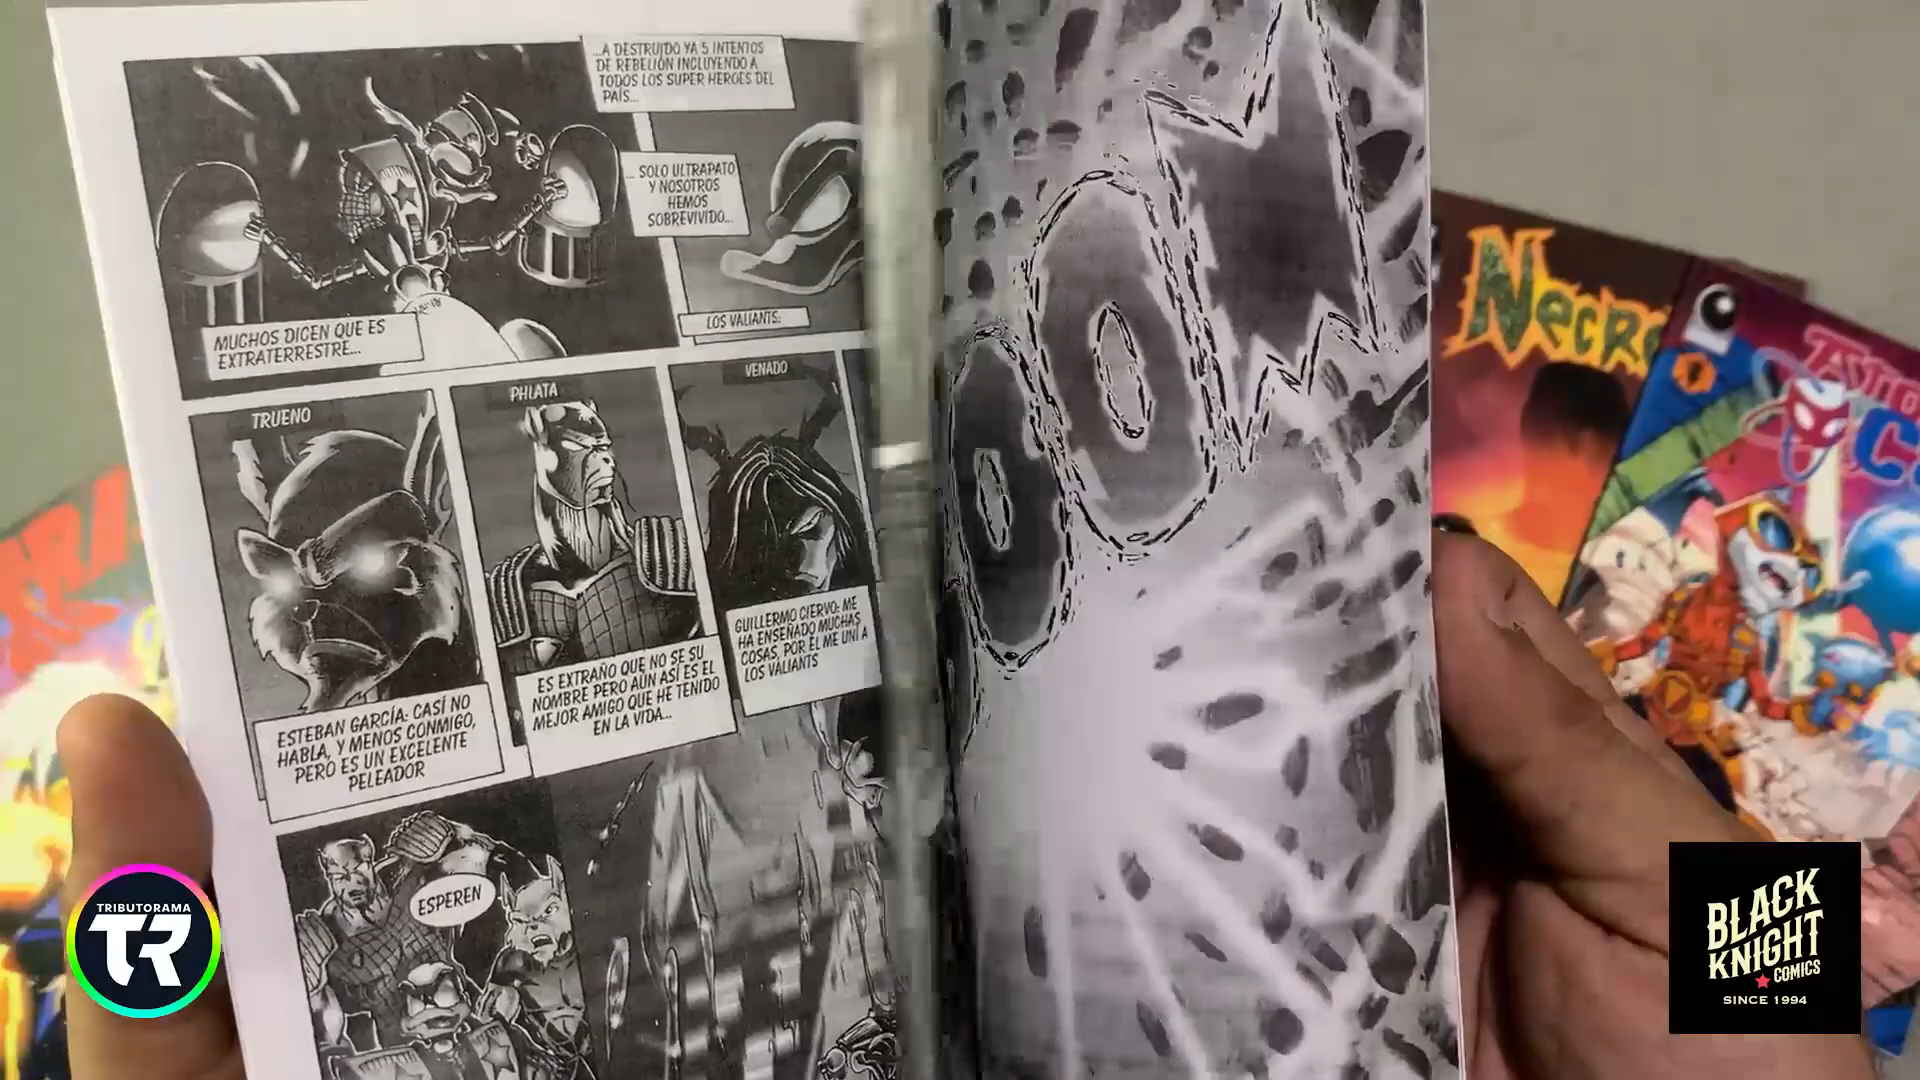 ...A DESTRUIDO YA 5 INTENTOS
DE REBELIÓN INCLUYENDO A
TODOS LOS SUPER HEROES DEL
PAÍS...
... SOLO ULTRAPATO
Y NOSOTROS
HEMOS
SOBREVIVIDO...
MUCHOS DICEN QUE ES
EXTRATERRESTRE...
LOS VALIANTS:
TRUENO
PHLATA
VENADO
ESTEBAN GARCÍA: CASÍ NO
HABLA, Y MENOS CONMIGO,
PERO ES UN EXCELENTE
PELEADOR
ES EXTRAÑO QUE NO SE SU
NOMBRE PERO AÚN ASÍ ES EL
MEJOR AMIGO QUE HE TENIDO
EN LA VIDA...
GUILLERMO CIERVO: ME
HA ENSEÑADO MUCHAS
COSAS, POR ÉL ME UNÍ A
LOS VALIANTS
ESPEREN
OOM
TRIBUTORAMA
TR
BLACK
KNIGHT
COMICS
SINCE 1994